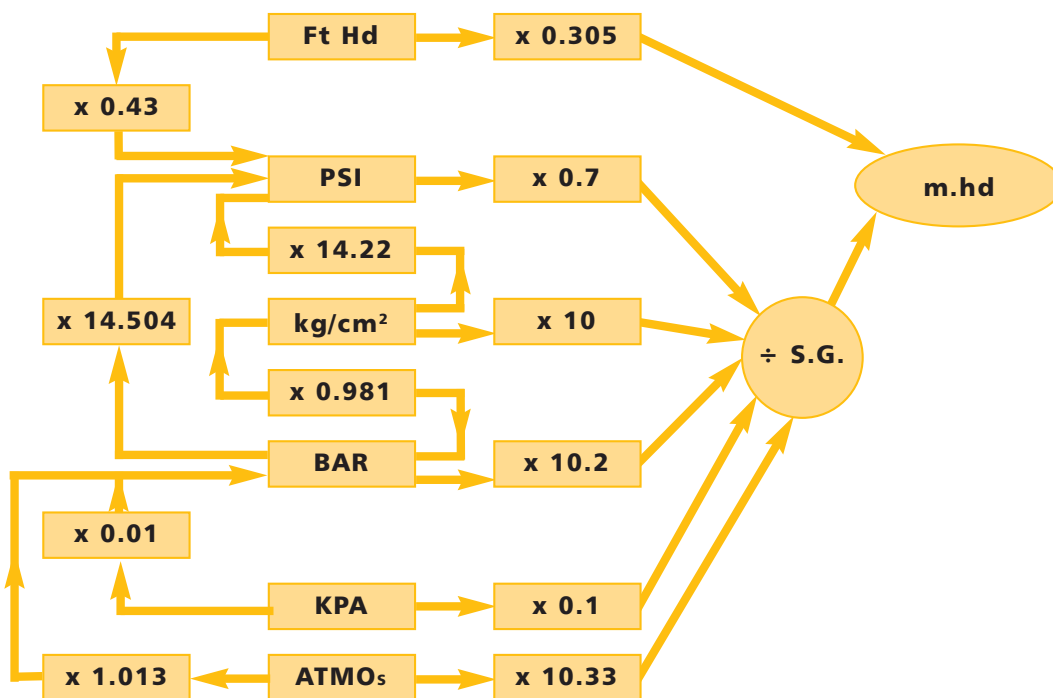 Ft Hd
x 0.305
x 0.43
PSI
x 0.7
m.hd
x 14.22
x 14.504
kg/cm²
x 10
÷ S.G.
x 0.981
BAR
x 10.2
x 0.01
KPA
x 0.1
x 1.013
ATMOs
x 10.33